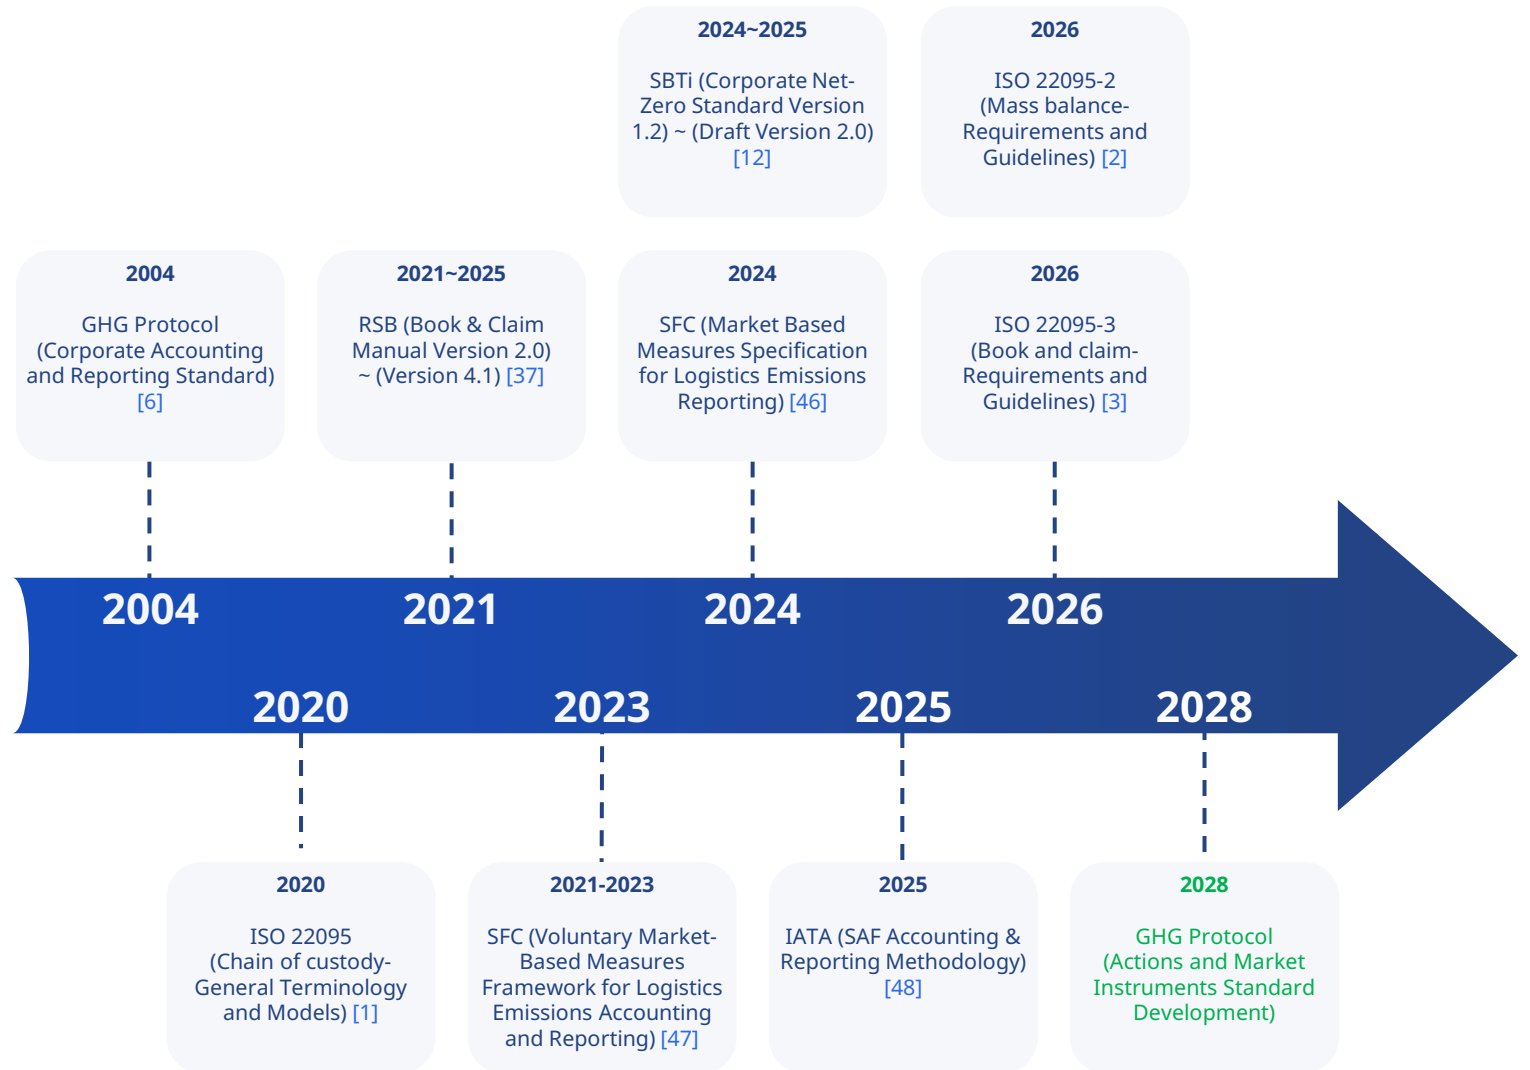 2024~2025
SBTi (Corporate Net-
Zero Standard Version
1.2) ~ (Draft Version 2.0)
[12]
2026
ISO 22095-2
(Mass balance-
Requirements and
Guidelines) [2]
2004
GHG Protocol
(Corporate Accounting
and Reporting Standard)
[6]
2021~2025
RSB (Book & Claim
Manual Version 2.0)
~ (Version 4.1) [37]
2024
SFC (Market Based
Measures Specification
for Logistics Emissions
Reporting) [46]
2026
ISO 22095-3
(Book and claim-
Requirements and
Guidelines) [3]
2004
2021
2024
2026
2020
2023
2025
2028
2020
ISO 22095
(Chain of custody-
General Terminology
and Models) [1]
2021-2023
SFC (Voluntary Market-
Based Measures
Framework for Logistics
Emissions Accounting
and Reporting) [47]
2025
IATA (SAF Accounting &
Reporting Methodology)
[48]
2028
GHG Protocol
(Actions and Market
Instruments Standard
Development)